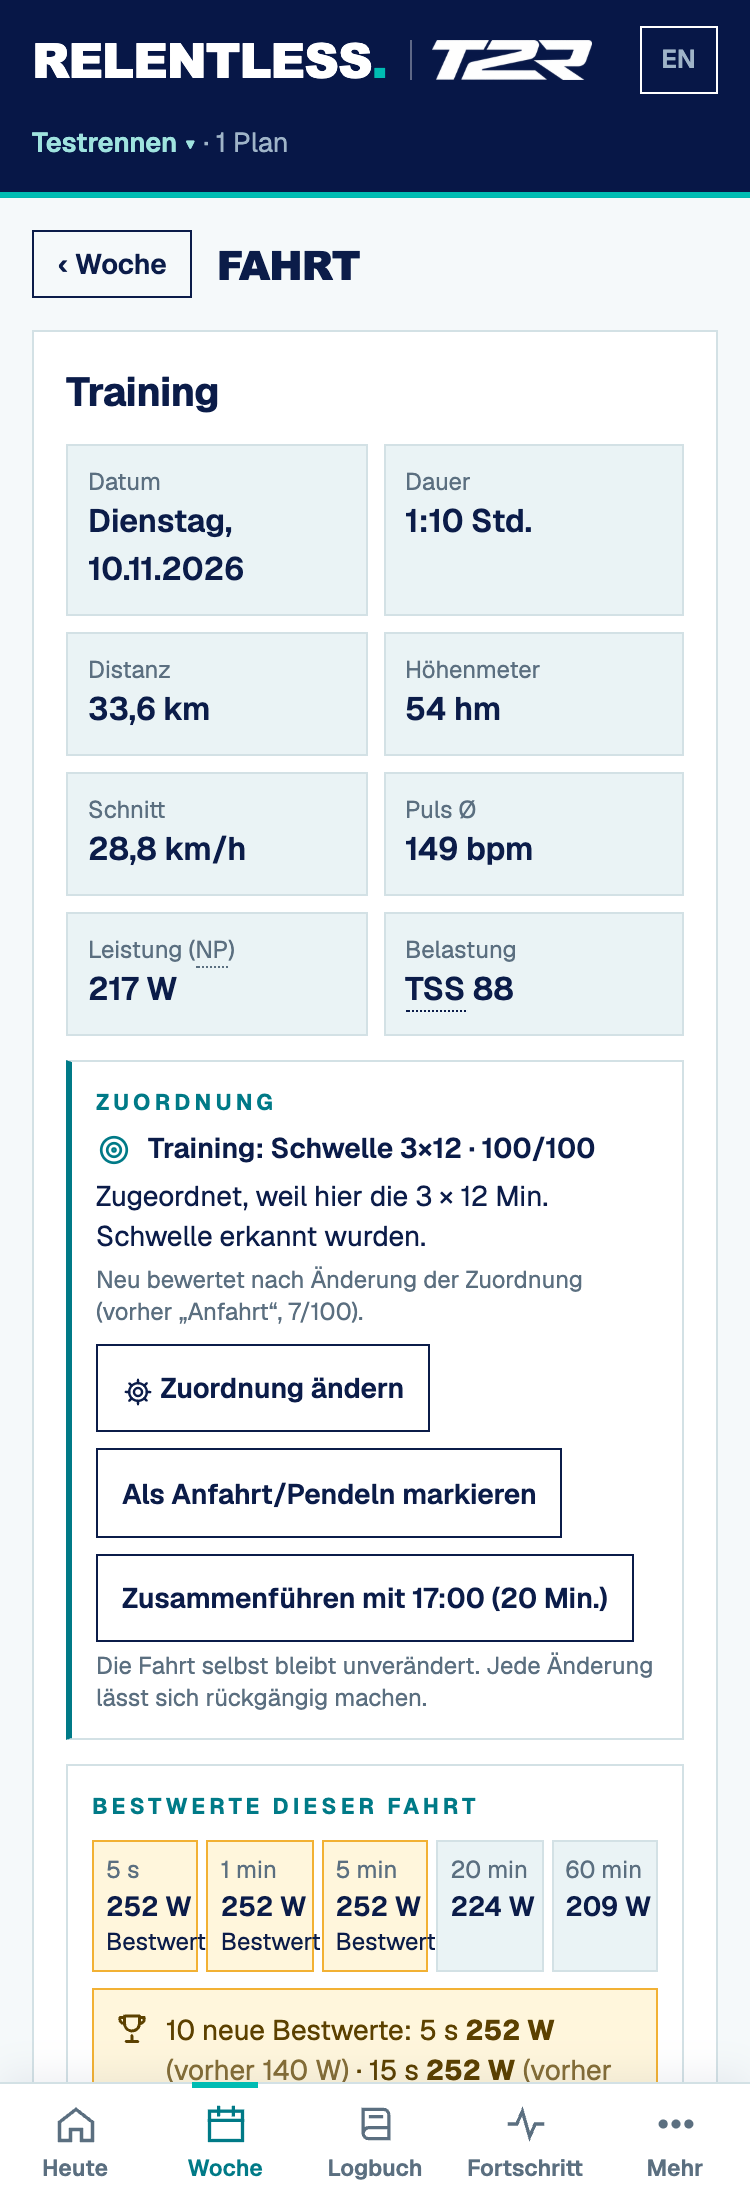 RELENTLESS. T2R EN
Testrennen ▾ · 1 Plan
‹ Woche FAHRT
Training
Datum
Dienstag,
10.11.2026
Dauer
1:10 Std.
Distanz
33,6 km
Höhenmeter
54 hm
Schnitt
28,8 km/h
Puls Ø
149 bpm
Leistung (NP)
217 W
Belastung
TSS 88
ZUORDNUNG
Training: Schwelle 3×12 · 100/100
Zugeordnet, weil hier die 3 × 12 Min.
Schwelle erkannt wurden.
Neu bewertet nach Änderung der Zuordnung
(vorher „Anfahrt“, 7/100).
Zuordnung ändern
Als Anfahrt/Pendeln markieren
Zusammenführen mit 17:00 (20 Min.)
Die Fahrt selbst bleibt unverändert. Jede Änderung
lässt sich rückgängig machen.
BESTWERTE DIESER FAHRT
5 s
252 W
Bestwert
1 min
252 W
Bestwert
5 min
252 W
Bestwert
20 min
224 W
60 min
209 W
10 neue Bestwerte: 5 s 252 W
(vorher 140 W) · 15 s 252 W (vorher
Heute Woche Logbuch Fortschritt Mehr